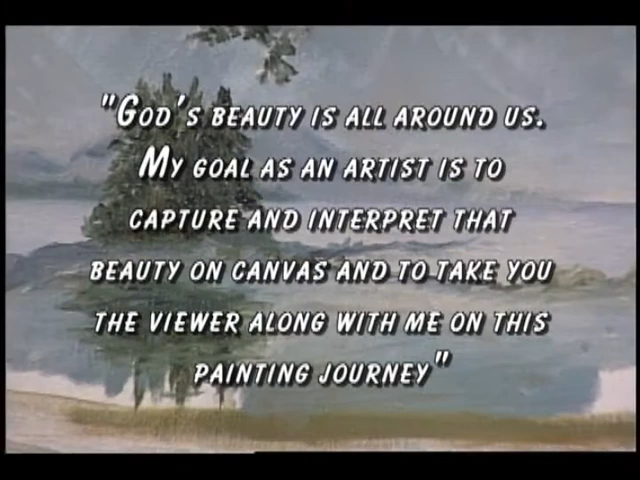 "God's beauty is all around us.
My goal as an artist is to
capture and interpret that
beauty on canvas and to take you
the viewer along with me on this
painting journey"